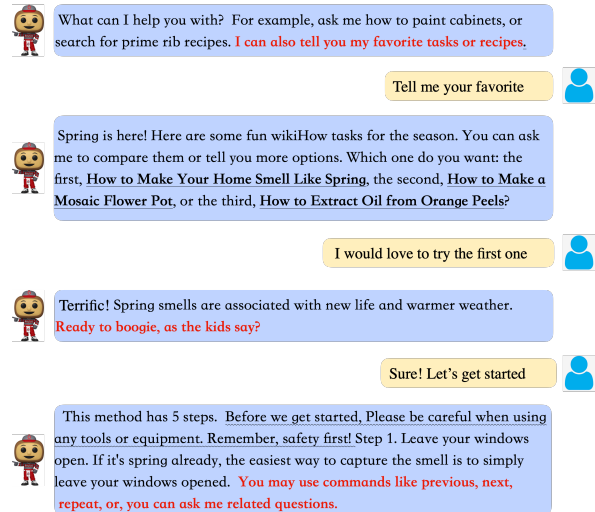 What can I help you with?  For example, ask me how to paint cabinets, or
search for prime rib recipes. I can also tell you my favorite tasks or recipes.
Tell me your favorite
Spring is here! Here are some fun wikiHow tasks for the season. You can ask
me to compare them or tell you more options. Which one do you want: the
first, How to Make Your Home Smell Like Spring, the second, How to Make a
Mosaic Flower Pot, or the third, How to Extract Oil from Orange Peels?
I would love to try the first one
Terrific! Spring smells are associated with new life and warmer weather.
Ready to boogie, as the kids say?
Sure! Let’s get started
This method has 5 steps.  Before we get started, Please be careful when using
any tools or equipment. Remember, safety first! Step 1. Leave your windows
open. If it's spring already, the easiest way to capture the smell is to simply
leave your windows opened.  You may use commands like previous, next,
repeat, or, you can ask me related questions.